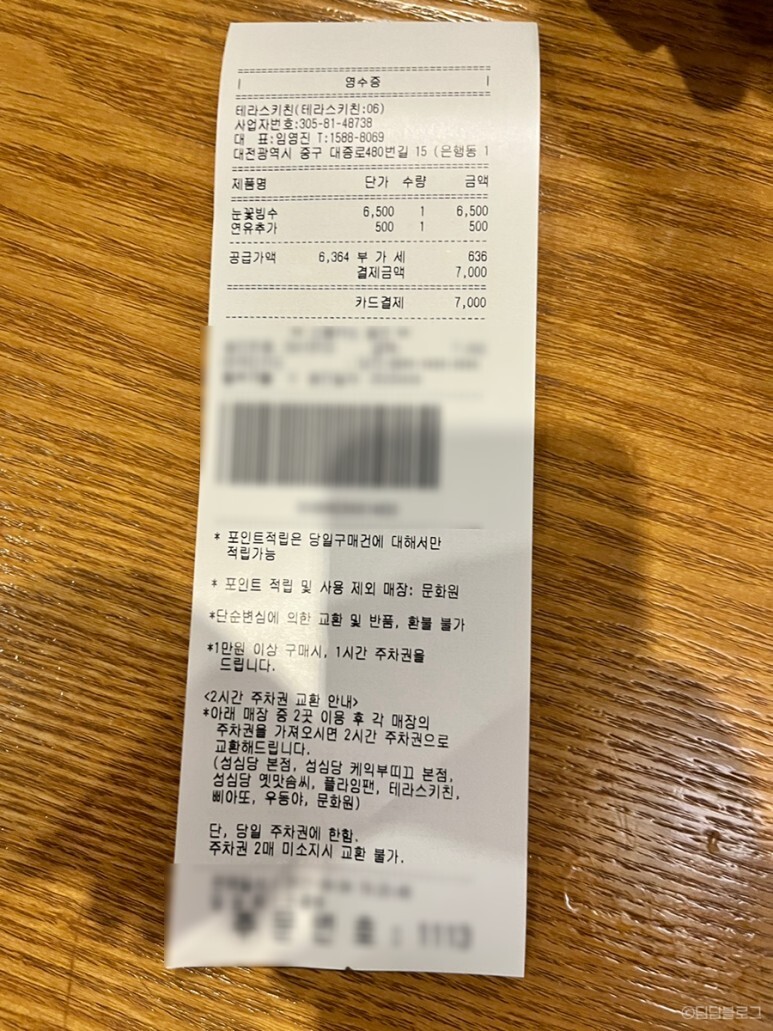 | 영수증 |
테라스키친(테라스키친:06)
사업자번호:305-81-48738
대 표:임영진 T:1588-8069
대전광역시 중구 대종로480번길 15 (은행동 1
제품명 단가 수량 금액
눈꽃빙수 6,500 1 6,500
연유추가 500 1 500
공급가액 6,364 부 가 세 636
결제금액 7,000
카드결제 7,000
* 포인트적립은 당일구매건에 대해서만
적립가능
* 포인트 적립 및 사용 제외 매장: 문화원
*단순변심에 의한 교환 및 반품, 환불 불가
*1만원 이상 구매시, 1시간 주차권을
드립니다.
<2시간 주차권 교환 안내>
*아래 매장 중 2곳 이용 후 각 매장의
주차권을 가져오시면 2시간 주차권으로
교환해드립니다.
(성심당 본점, 성심당 케익부띠끄 본점,
성심당 옛맛솜씨, 플라잉팬, 테라스키친,
삐아또, 우동야, 문화원)
단, 당일 주차권에 한함.
주차권 2매 미소지시 교환 불가.
주문번호 : 1113